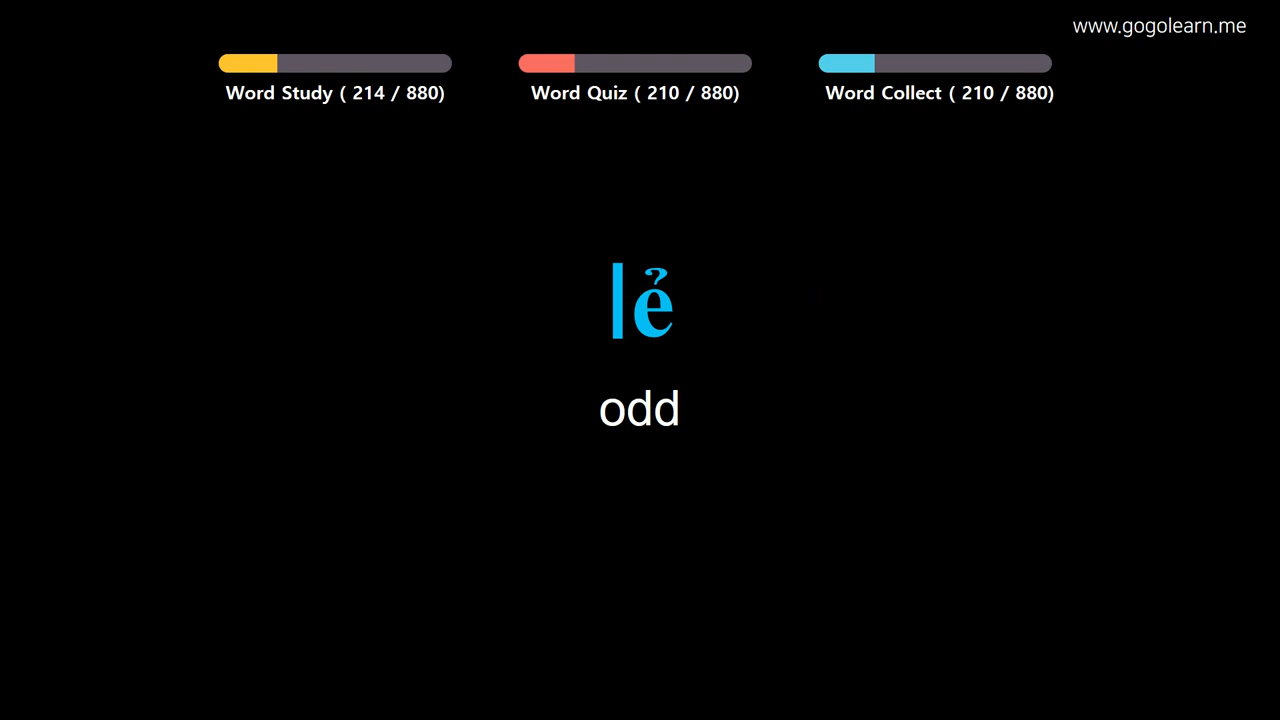 www.gogolearn.me
Word Study ( 214 / 880)
Word Quiz ( 210 / 880)
Word Collect ( 210 / 880)
lẻ
odd